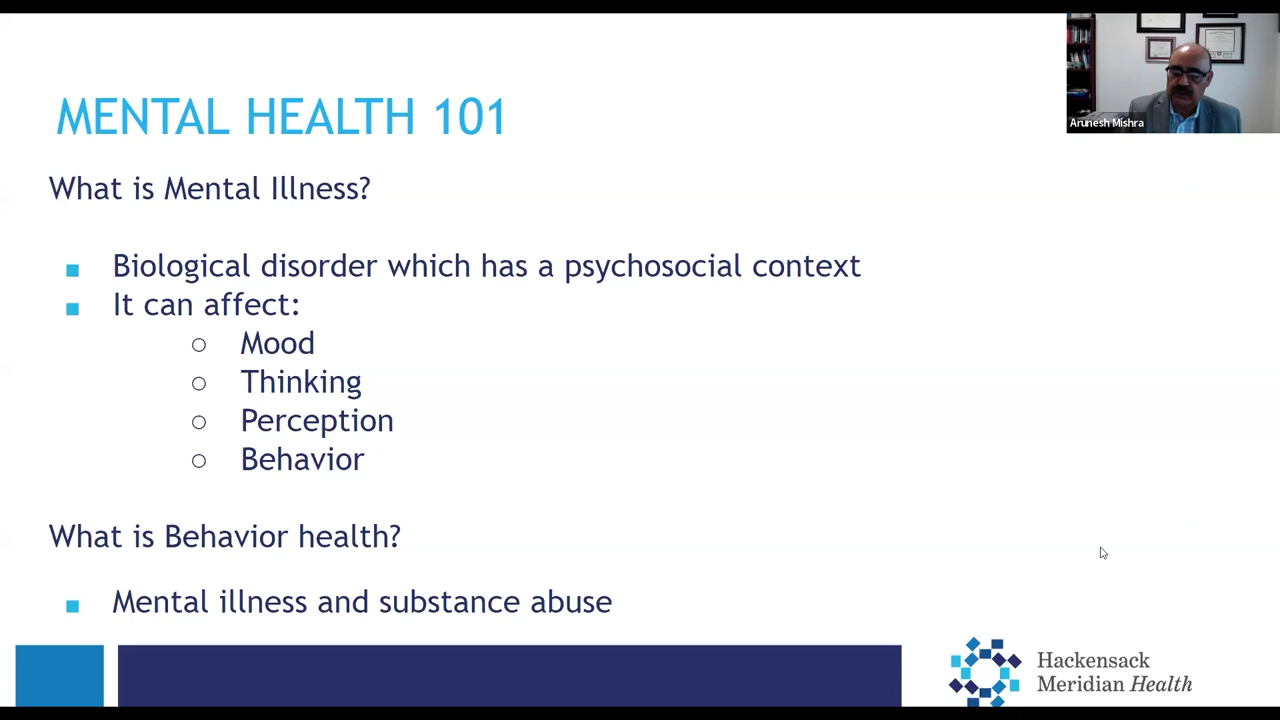 MENTAL HEALTH 101
Arunesh Mishra
What is Mental Illness?
■ Biological disorder which has a psychosocial context
■ It can affect:
○ Mood
○ Thinking
○ Perception
○ Behavior
What is Behavior health?
■ Mental illness and substance abuse
Hackensack
Meridian Health